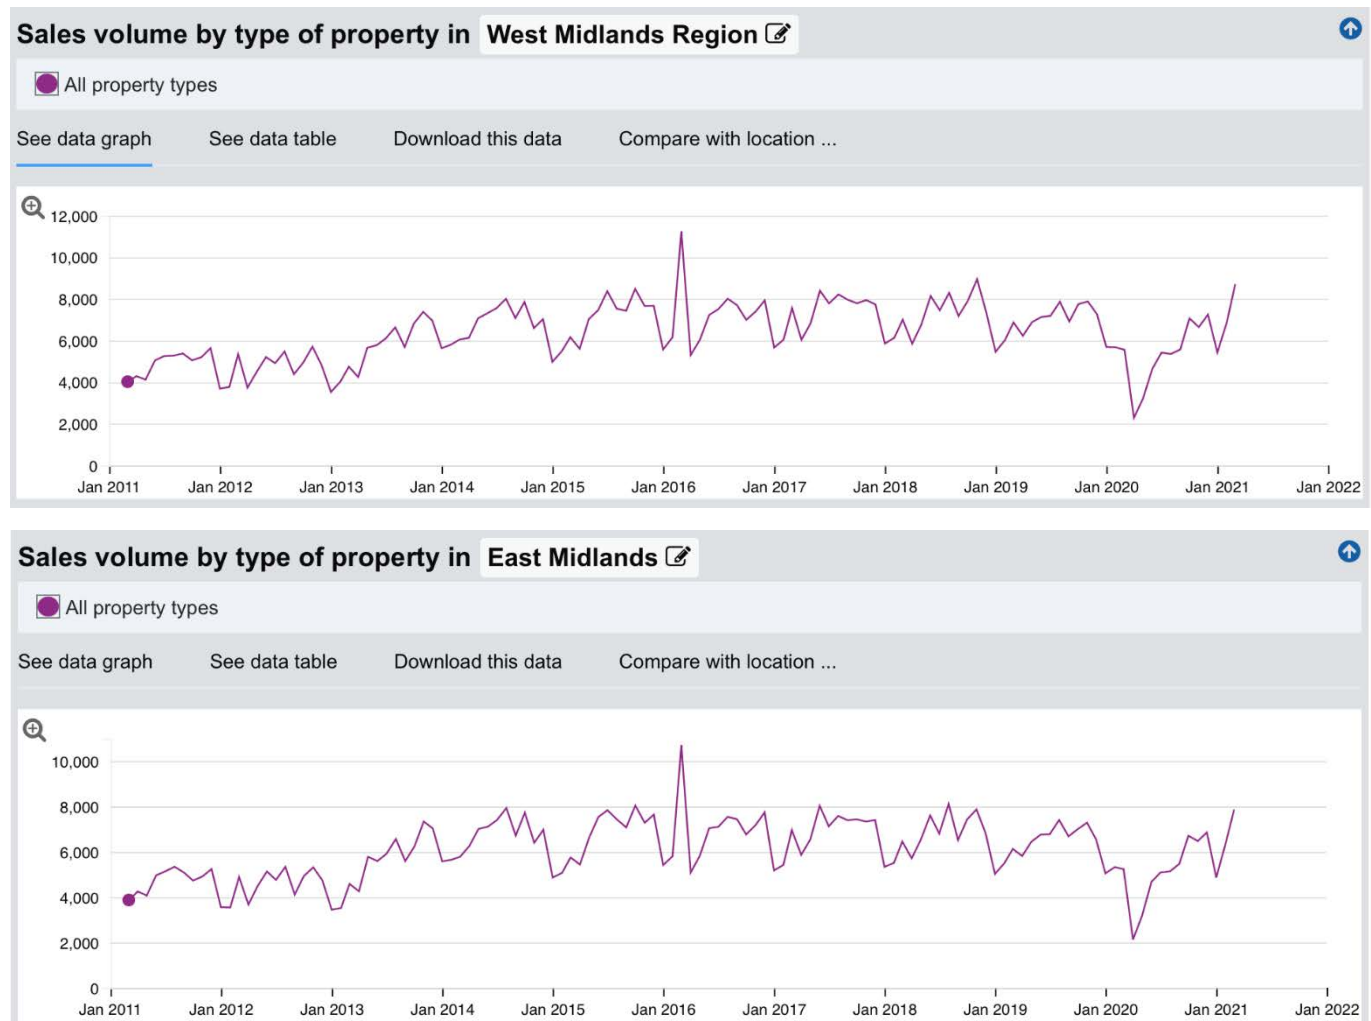 Sales volume by type of property in West Midlands Region
All property types
See data graph See data table Download this data Compare with location ...
12,000
10,000
8,000
6,000
4,000
2,000
0
Jan 2011 Jan 2012 Jan 2013 Jan 2014 Jan 2015 Jan 2016 Jan 2017 Jan 2018 Jan 2019 Jan 2020 Jan 2021 Jan 2022
Sales volume by type of property in East Midlands
All property types
See data graph See data table Download this data Compare with location ...
10,000
8,000
6,000
4,000
2,000
0
Jan 2011 Jan 2012 Jan 2013 Jan 2014 Jan 2015 Jan 2016 Jan 2017 Jan 2018 Jan 2019 Jan 2020 Jan 2021 Jan 2022